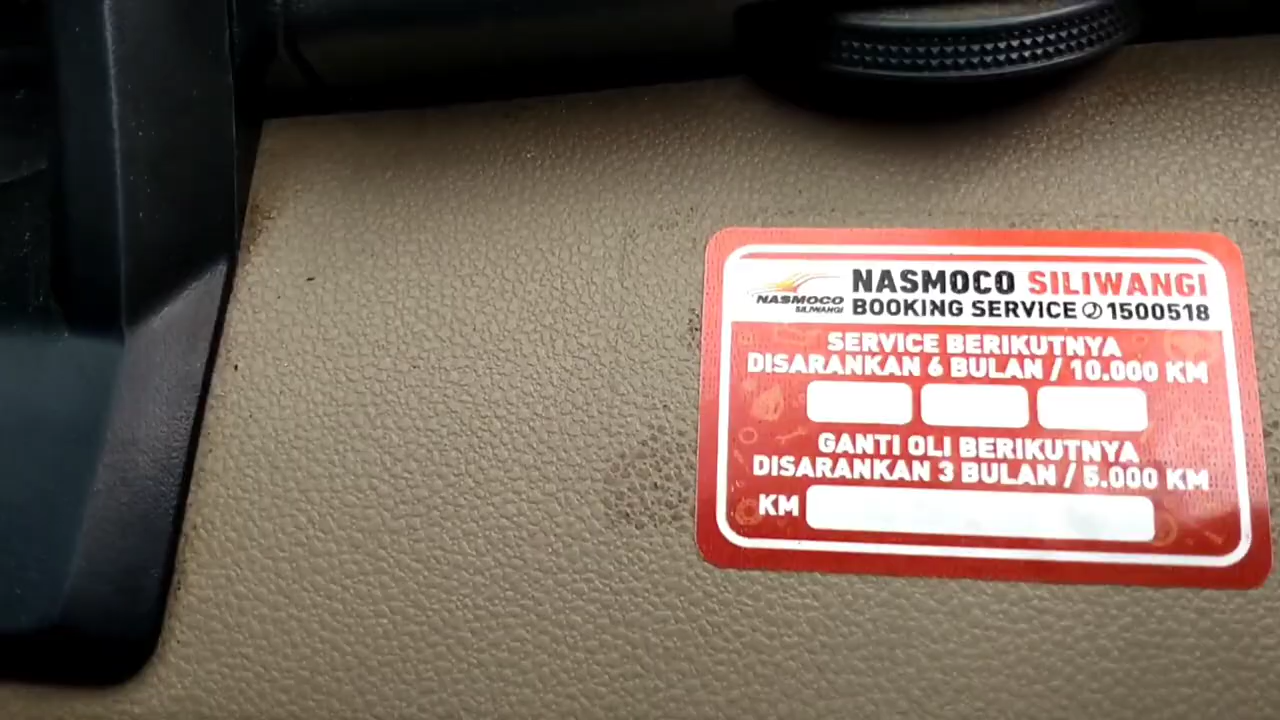 NASMOCO SILIWANGI
NASMOCO
SILIWANGI
BOOKING SERVICE 1500518
SERVICE BERIKUTNYA
DISARANKAN 6 BULAN / 10.000 KM
GANTI OLI BERIKUTNYA
DISARANKAN 3 BULAN / 5.000 KM
KM